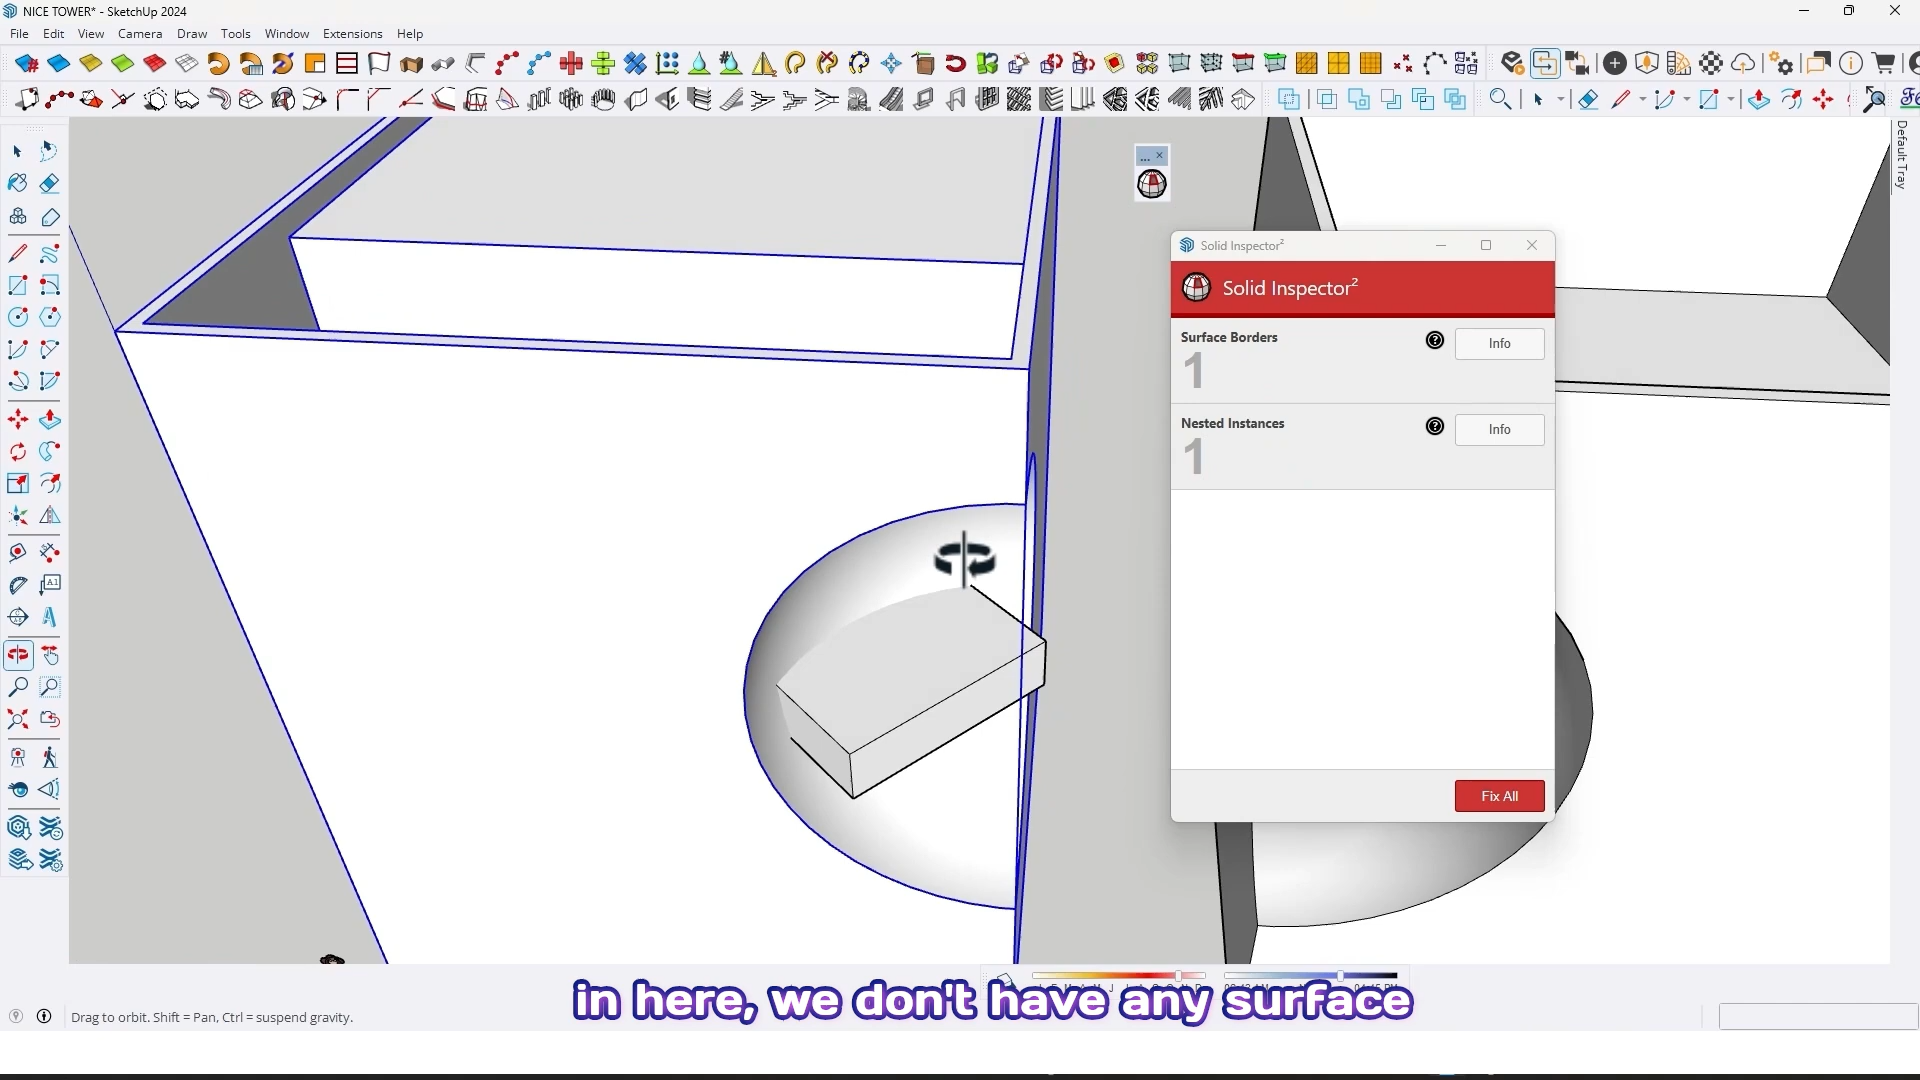 NICE TOWER* - SketchUp 2024
File Edit View Camera Draw Tools Window Extensions Help
Default Tray
... ×
Solid Inspector²
Solid Inspector²
Surface Borders
1
Info
Nested Instances
1
Info
Fix All
in here, we don't have any surface
Drag to orbit. Shift = Pan, Ctrl = suspend gravity.